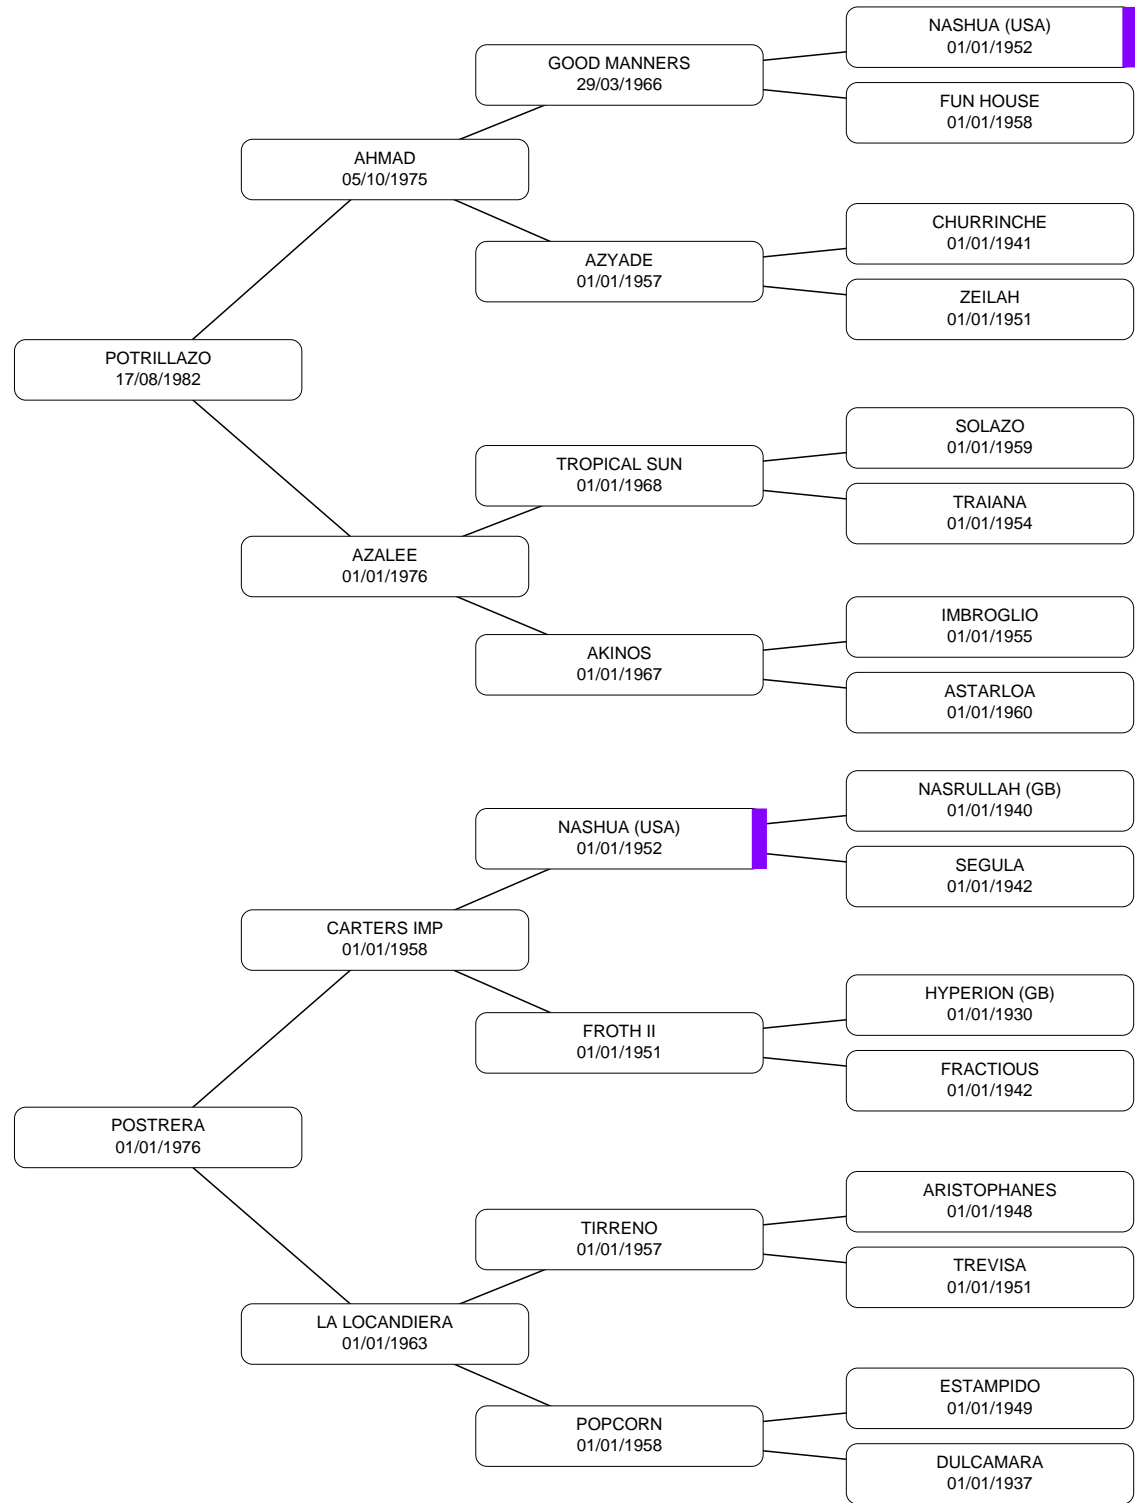 NASHUA (USA)
01/01/1952
GOOD MANNERS
29/03/1966
FUN HOUSE
01/01/1958
AHMAD
05/10/1975
CHURRINCHE
01/01/1941
AZYADE
01/01/1957
ZEILAH
01/01/1951
POTRILLAZO
17/08/1982
SOLAZO
01/01/1959
TROPICAL SUN
01/01/1968
TRAIANA
01/01/1954
AZALEE
01/01/1976
IMBROGLIO
01/01/1955
AKINOS
01/01/1967
ASTARLOA
01/01/1960
NASRULLAH (GB)
01/01/1940
NASHUA (USA)
01/01/1952
SEGULA
01/01/1942
CARTERS IMP
01/01/1958
HYPERION (GB)
01/01/1930
FROTH II
01/01/1951
FRACTIOUS
01/01/1942
POSTRERA
01/01/1976
ARISTOPHANES
01/01/1948
TIRRENO
01/01/1957
TREVISA
01/01/1951
LA LOCANDIERA
01/01/1963
ESTAMPIDO
01/01/1949
POPCORN
01/01/1958
DULCAMARA
01/01/1937